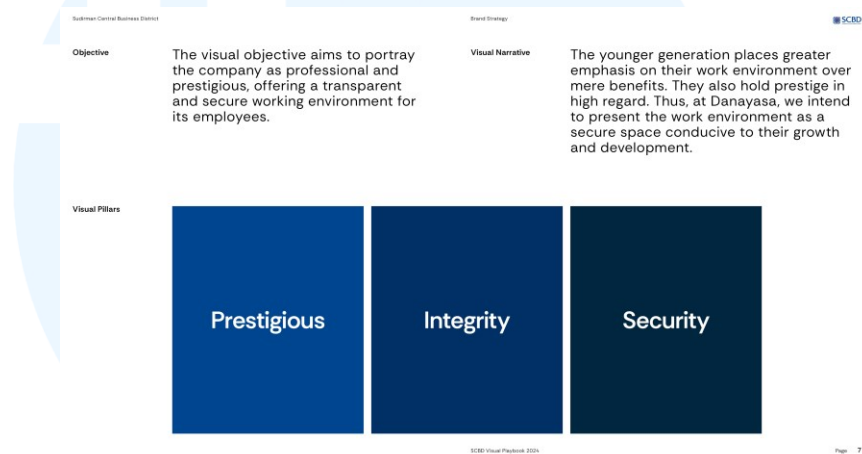 Sudirman Central Business District
Brand Strategy
SCBD
Objective
The visual objective aims to portray
the company as professional and
prestigious, offering a transparent
and secure working environment for
its employees.
Visual Narrative
The younger generation places greater
emphasis on their work environment over
mere benefits. They also hold prestige in
high regard. Thus, at Danayasa, we intend
to present the work environment as a
secure space conducive to their growth
and development.
Visual Pillars
Prestigious
Integrity
Security
SCBD Visual Playbook 2024
Page 7